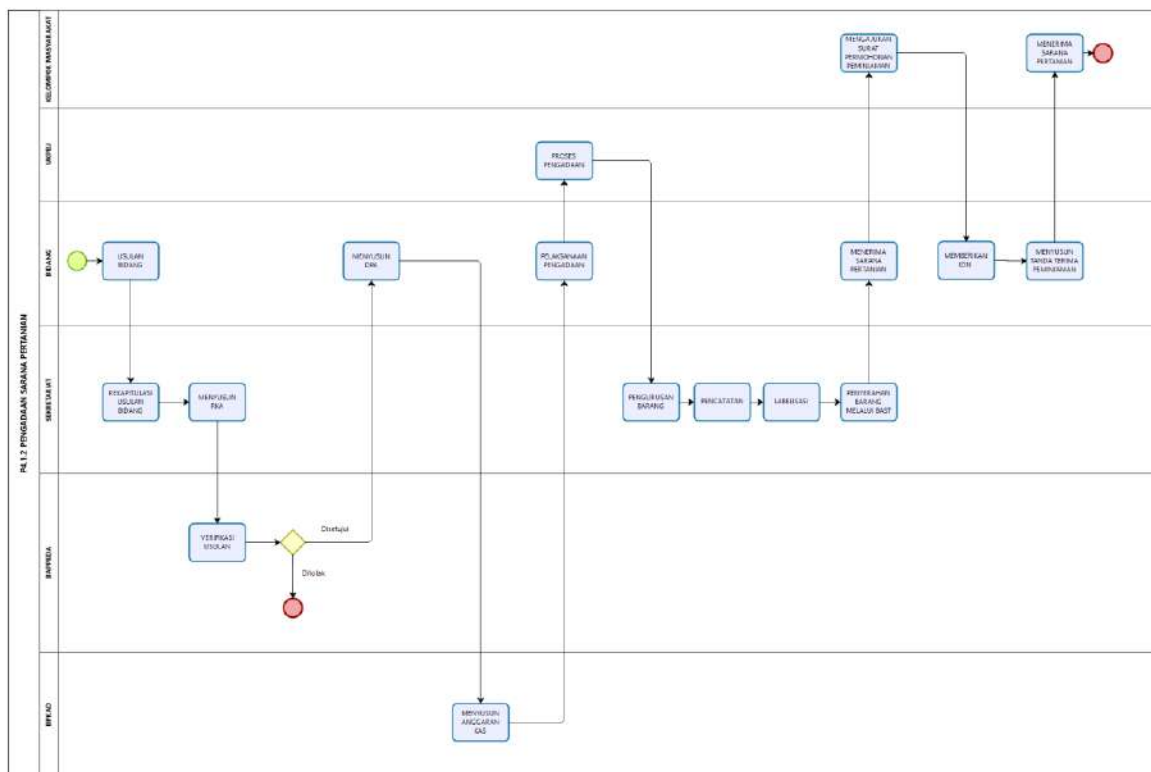 P4.1.2 PENGADAAN SARANA PERTANIAN
KELOMPOK MASYARAKAT
MENGAJUKAN
SURAT
PERMOHONAN
PEMINJAMAN
MENERIMA
SARANA
PERTANIAN
UKPBJ
PROSES
PENGADAAN
BIDANG
USULAN
BIDANG
MENYUSUN
DPA
PELAKSANAAN
PENGADAAN
MENERIMA
SARANA
PERTANIAN
MEMBERIKAN
IZIN
MENYUSUN
TANDA TERIMA
PEMINJAMAN
SEKRETARIAT
REKAPITULASI
USULAN
BIDANG
MENYUSUN
RKA
PENGURUSAN
BARANG
PENCATATAN
LABELISASI
PENYERAHAN
BARANG
MELALUI BAST
BAPPEDA
VERIFIKASI
USULAN
Disetujui
Ditolak
BPKAD
MENYUSUN
ANGGARAN
KAS